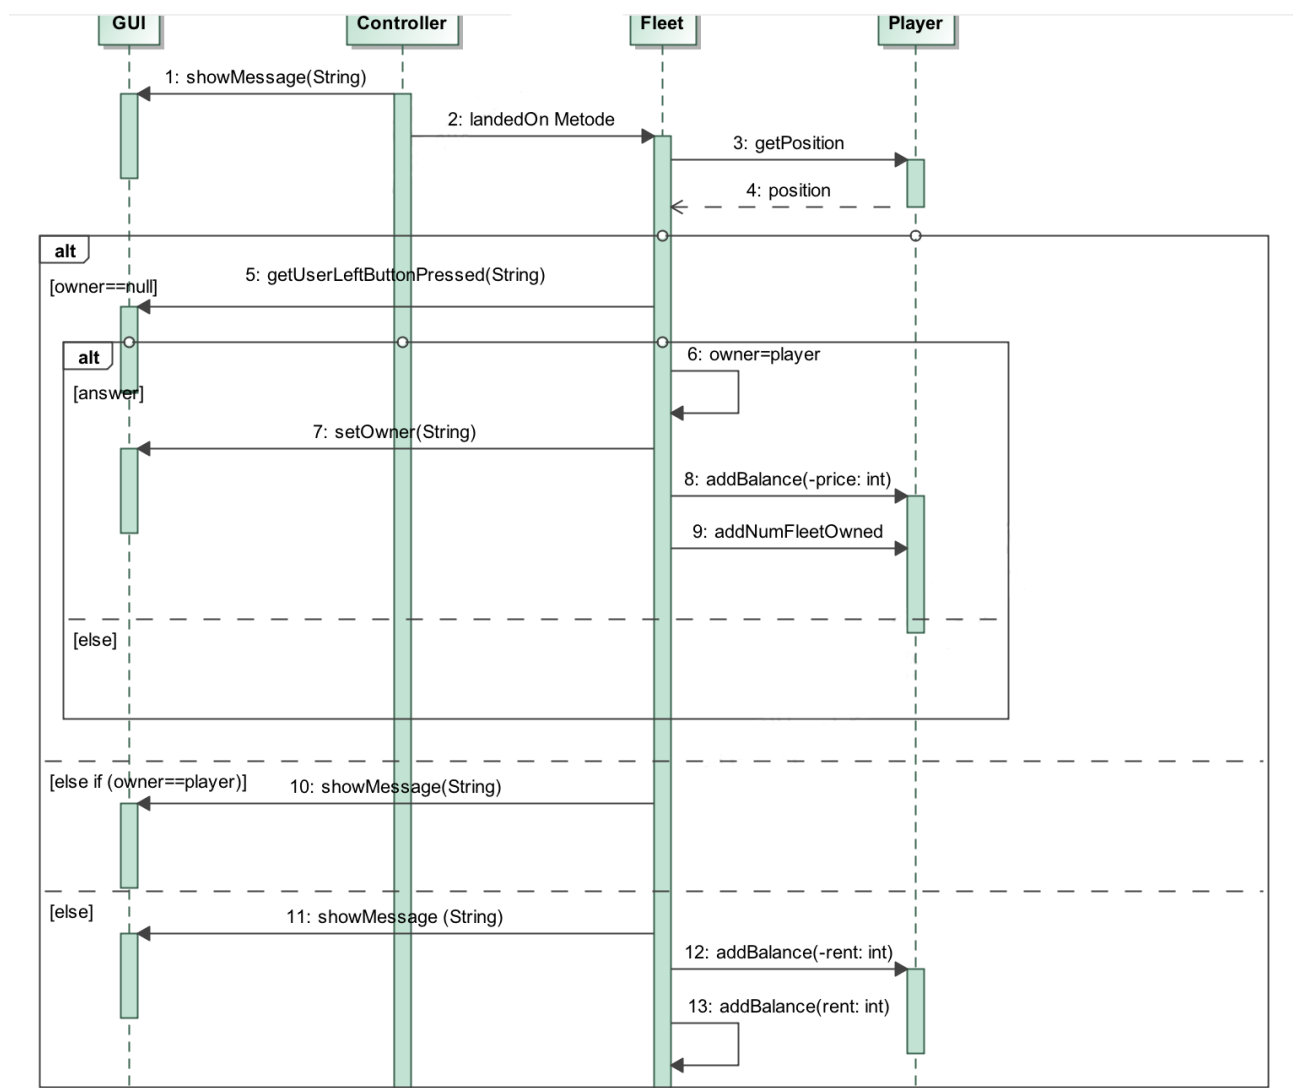 GUI
Controller
Fleet
Player
1: showMessage(String)
2: landedOn Metode
3: getPosition
4: position
alt
5: getUserLeftButtonPressed(String)
[owner==null]
alt
6: owner=player
[answer]
7: setOwner(String)
8: addBalance(-price: int)
9: addNumFleetOwned
[else]
[else if (owner==player)]
10: showMessage(String)
[else]
11: showMessage (String)
12: addBalance(-rent: int)
13: addBalance(rent: int)